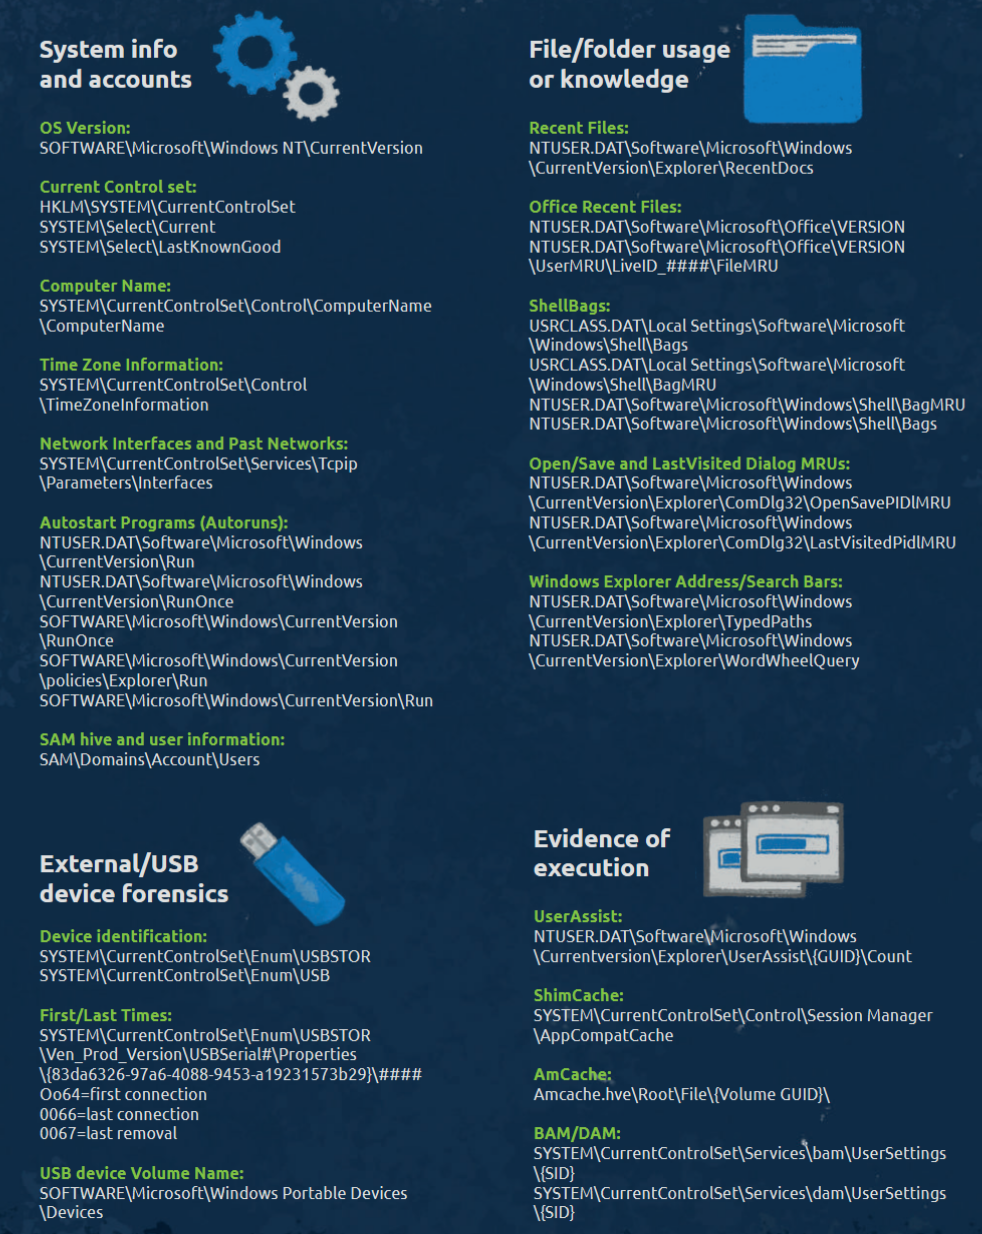 System info
and accounts
OS Version:
SOFTWARE\Microsoft\Windows NT\CurrentVersion
Current Control set:
HKLM\SYSTEM\CurrentControlSet
SYSTEM\Select\Current
SYSTEM\Select\LastKnownGood
Computer Name:
SYSTEM\CurrentControlSet\Control\ComputerName
\ComputerName
Time Zone Information:
SYSTEM\CurrentControlSet\Control
\TimeZoneInformation
Network Interfaces and Past Networks:
SYSTEM\CurrentControlSet\Services\Tcpip
\Parameters\Interfaces
Autostart Programs (Autoruns):
NTUSER.DAT\Software\Microsoft\Windows
\CurrentVersion\Run
NTUSER.DAT\Software\Microsoft\Windows
\CurrentVersion\RunOnce
SOFTWARE\Microsoft\Windows\CurrentVersion
\RunOnce
SOFTWARE\Microsoft\Windows\CurrentVersion
\policies\Explorer\Run
SOFTWARE\Microsoft\Windows\CurrentVersion\Run
SAM hive and user information:
SAM\Domains\Account\Users
File/folder usage
or knowledge
Recent Files:
NTUSER.DAT\Software\Microsoft\Windows
\CurrentVersion\Explorer\RecentDocs
Office Recent Files:
NTUSER.DAT\Software\Microsoft\Office\VERSION
NTUSER.DAT\Software\Microsoft\Office\VERSION
\UserMRU\LiveID_####\FileMRU
ShellBags:
USRCLASS.DAT\Local Settings\Software\Microsoft
\Windows\Shell\Bags
USRCLASS.DAT\Local Settings\Software\Microsoft
\Windows\Shell\BagMRU
NTUSER.DAT\Software\Microsoft\Windows\Shell\BagMRU
NTUSER.DAT\Software\Microsoft\Windows\Shell\Bags
Open/Save and LastVisited Dialog MRUs:
NTUSER.DAT\Software\Microsoft\Windows
\CurrentVersion\Explorer\ComDlg32\OpenSavePIDlMRU
NTUSER.DAT\Software\Microsoft\Windows
\CurrentVersion\Explorer\ComDlg32\LastVisitedPidlMRU
Windows Explorer Address/Search Bars:
NTUSER.DAT\Software\Microsoft\Windows
\CurrentVersion\Explorer\TypedPaths
NTUSER.DAT\Software\Microsoft\Windows
\CurrentVersion\Explorer\WordWheelQuery
External/USB
device forensics
Device identification:
SYSTEM\CurrentControlSet\Enum\USBSTOR
SYSTEM\CurrentControlSet\Enum\USB
First/Last Times:
SYSTEM\CurrentControlSet\Enum\USBSTOR
\Ven_Prod_Version\USBSerial#\Properties
\{83da6326-97a6-4088-9453-a19231573b29}\####
Oo64=first connection
0066=last connection
0067=last removal
USB device Volume Name:
SOFTWARE\Microsoft\Windows Portable Devices
\Devices
Evidence of
execution
UserAssist:
NTUSER.DAT\Software\Microsoft\Windows
\Currentversion\Explorer\UserAssist\{GUID}\Count
ShimCache:
SYSTEM\CurrentControlSet\Control\Session Manager
\AppCompatCache
AmCache:
Amcache.hve\Root\File\{Volume GUID}\
BAM/DAM:
SYSTEM\CurrentControlSet\Services\bam\UserSettings
\{SID}
SYSTEM\CurrentControlSet\Services\dam\UserSettings
\{SID}